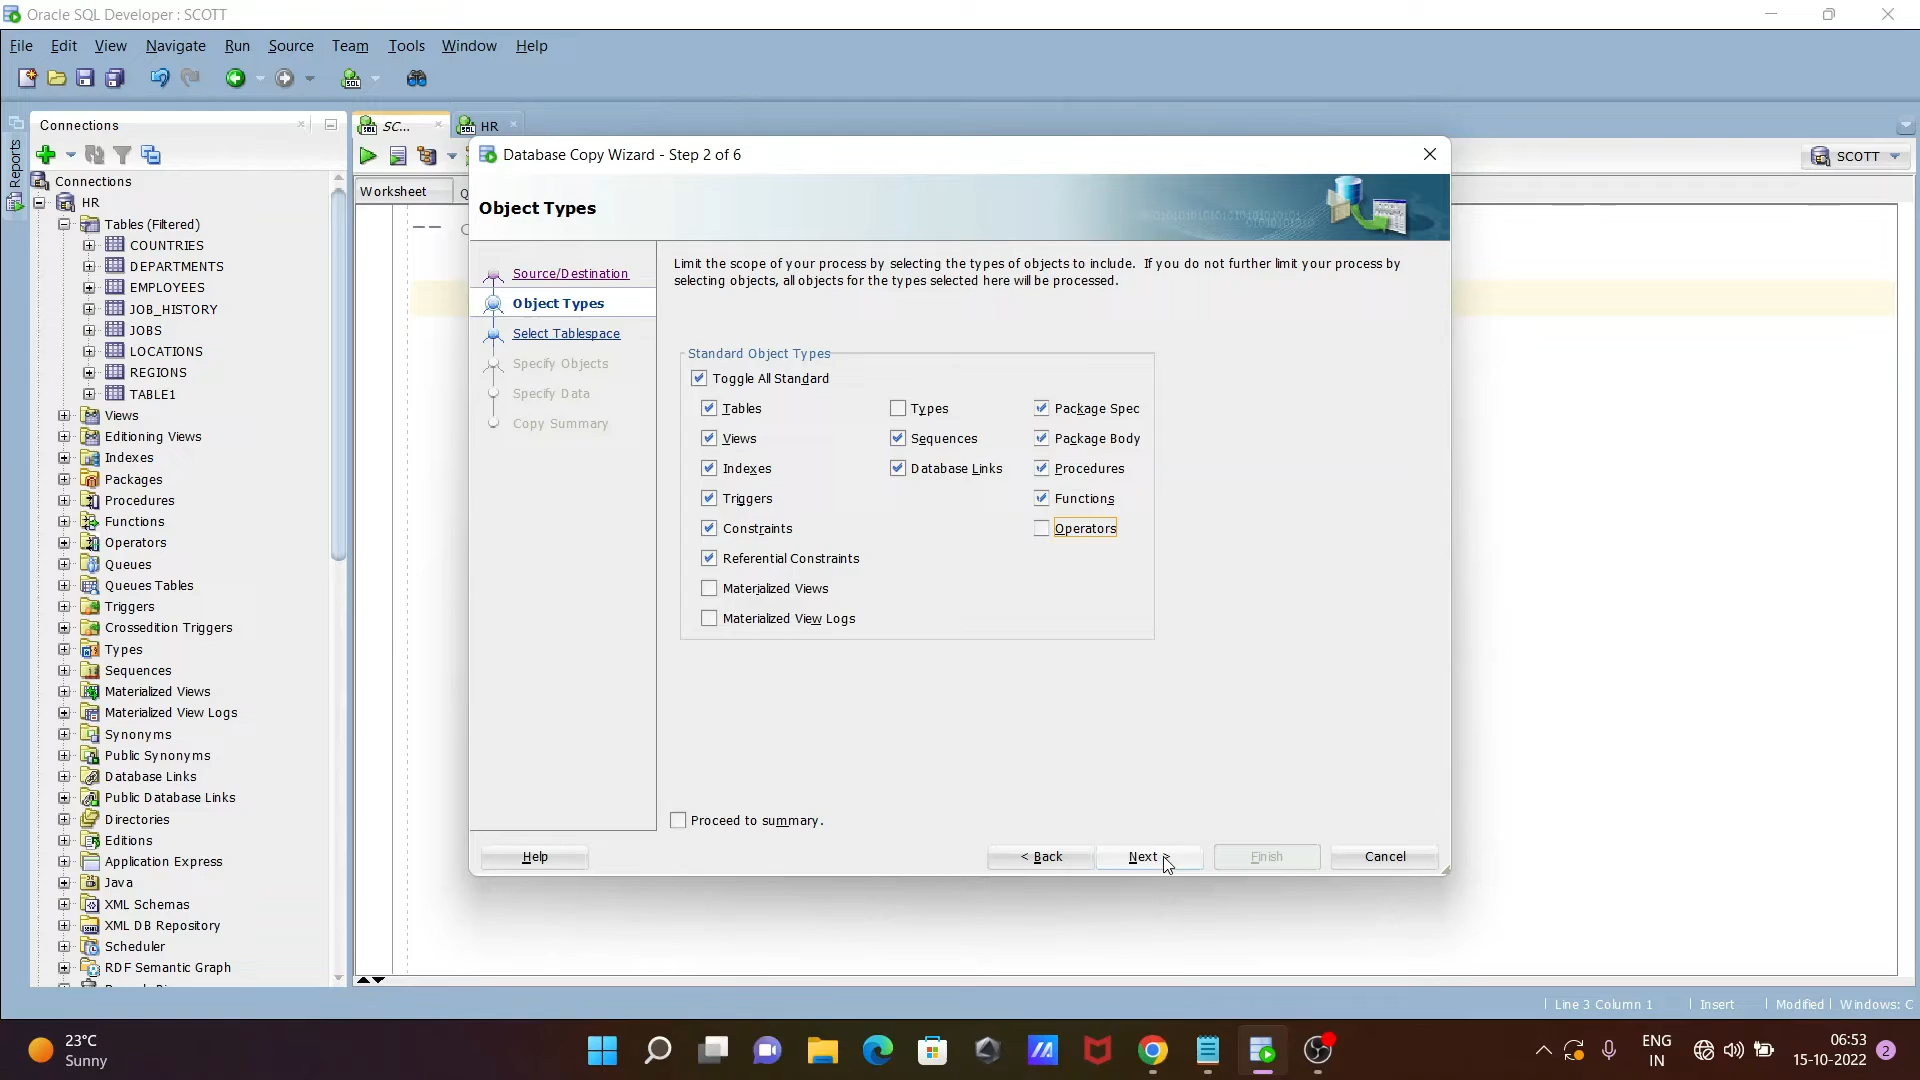 Oracle SQL Developer : SCOTT
File Edit View Navigate Run Source Team Tools Window Help
Connections
SC...
HR
Reports
SCOTT
Worksheet
Connections
HR
Tables (Filtered)
COUNTRIES
DEPARTMENTS
EMPLOYEES
JOB_HISTORY
JOBS
LOCATIONS
REGIONS
TABLE1
Views
Editioning Views
Indexes
Packages
Procedures
Functions
Operators
Queues
Queues Tables
Triggers
Crossedition Triggers
Types
Sequences
Materialized Views
Materialized View Logs
Synonyms
Public Synonyms
Database Links
Public Database Links
Directories
Editions
Application Express
Java
XML Schemas
XML DB Repository
Scheduler
RDF Semantic Graph
Database Copy Wizard - Step 2 of 6
Object Types
Source/Destination
Object Types
Select Tablespace
Specify Objects
Specify Data
Copy Summary
Limit the scope of your process by selecting the types of objects to include. If you do not further limit your process by
selecting objects, all objects for the types selected here will be processed.
Standard Object Types
Toggle All Standard
Tables Types Package Spec
Views Sequences Package Body
Indexes Database Links Procedures
Triggers Functions
Constraints Operators
Referential Constraints
Materialized Views
Materialized View Logs
Proceed to summary.
Help < Back Next > Finish Cancel
Line 3 Column 1 Insert Modified Windows: C
23°C
Sunny
ENG
IN
06:53
15-10-2022
2